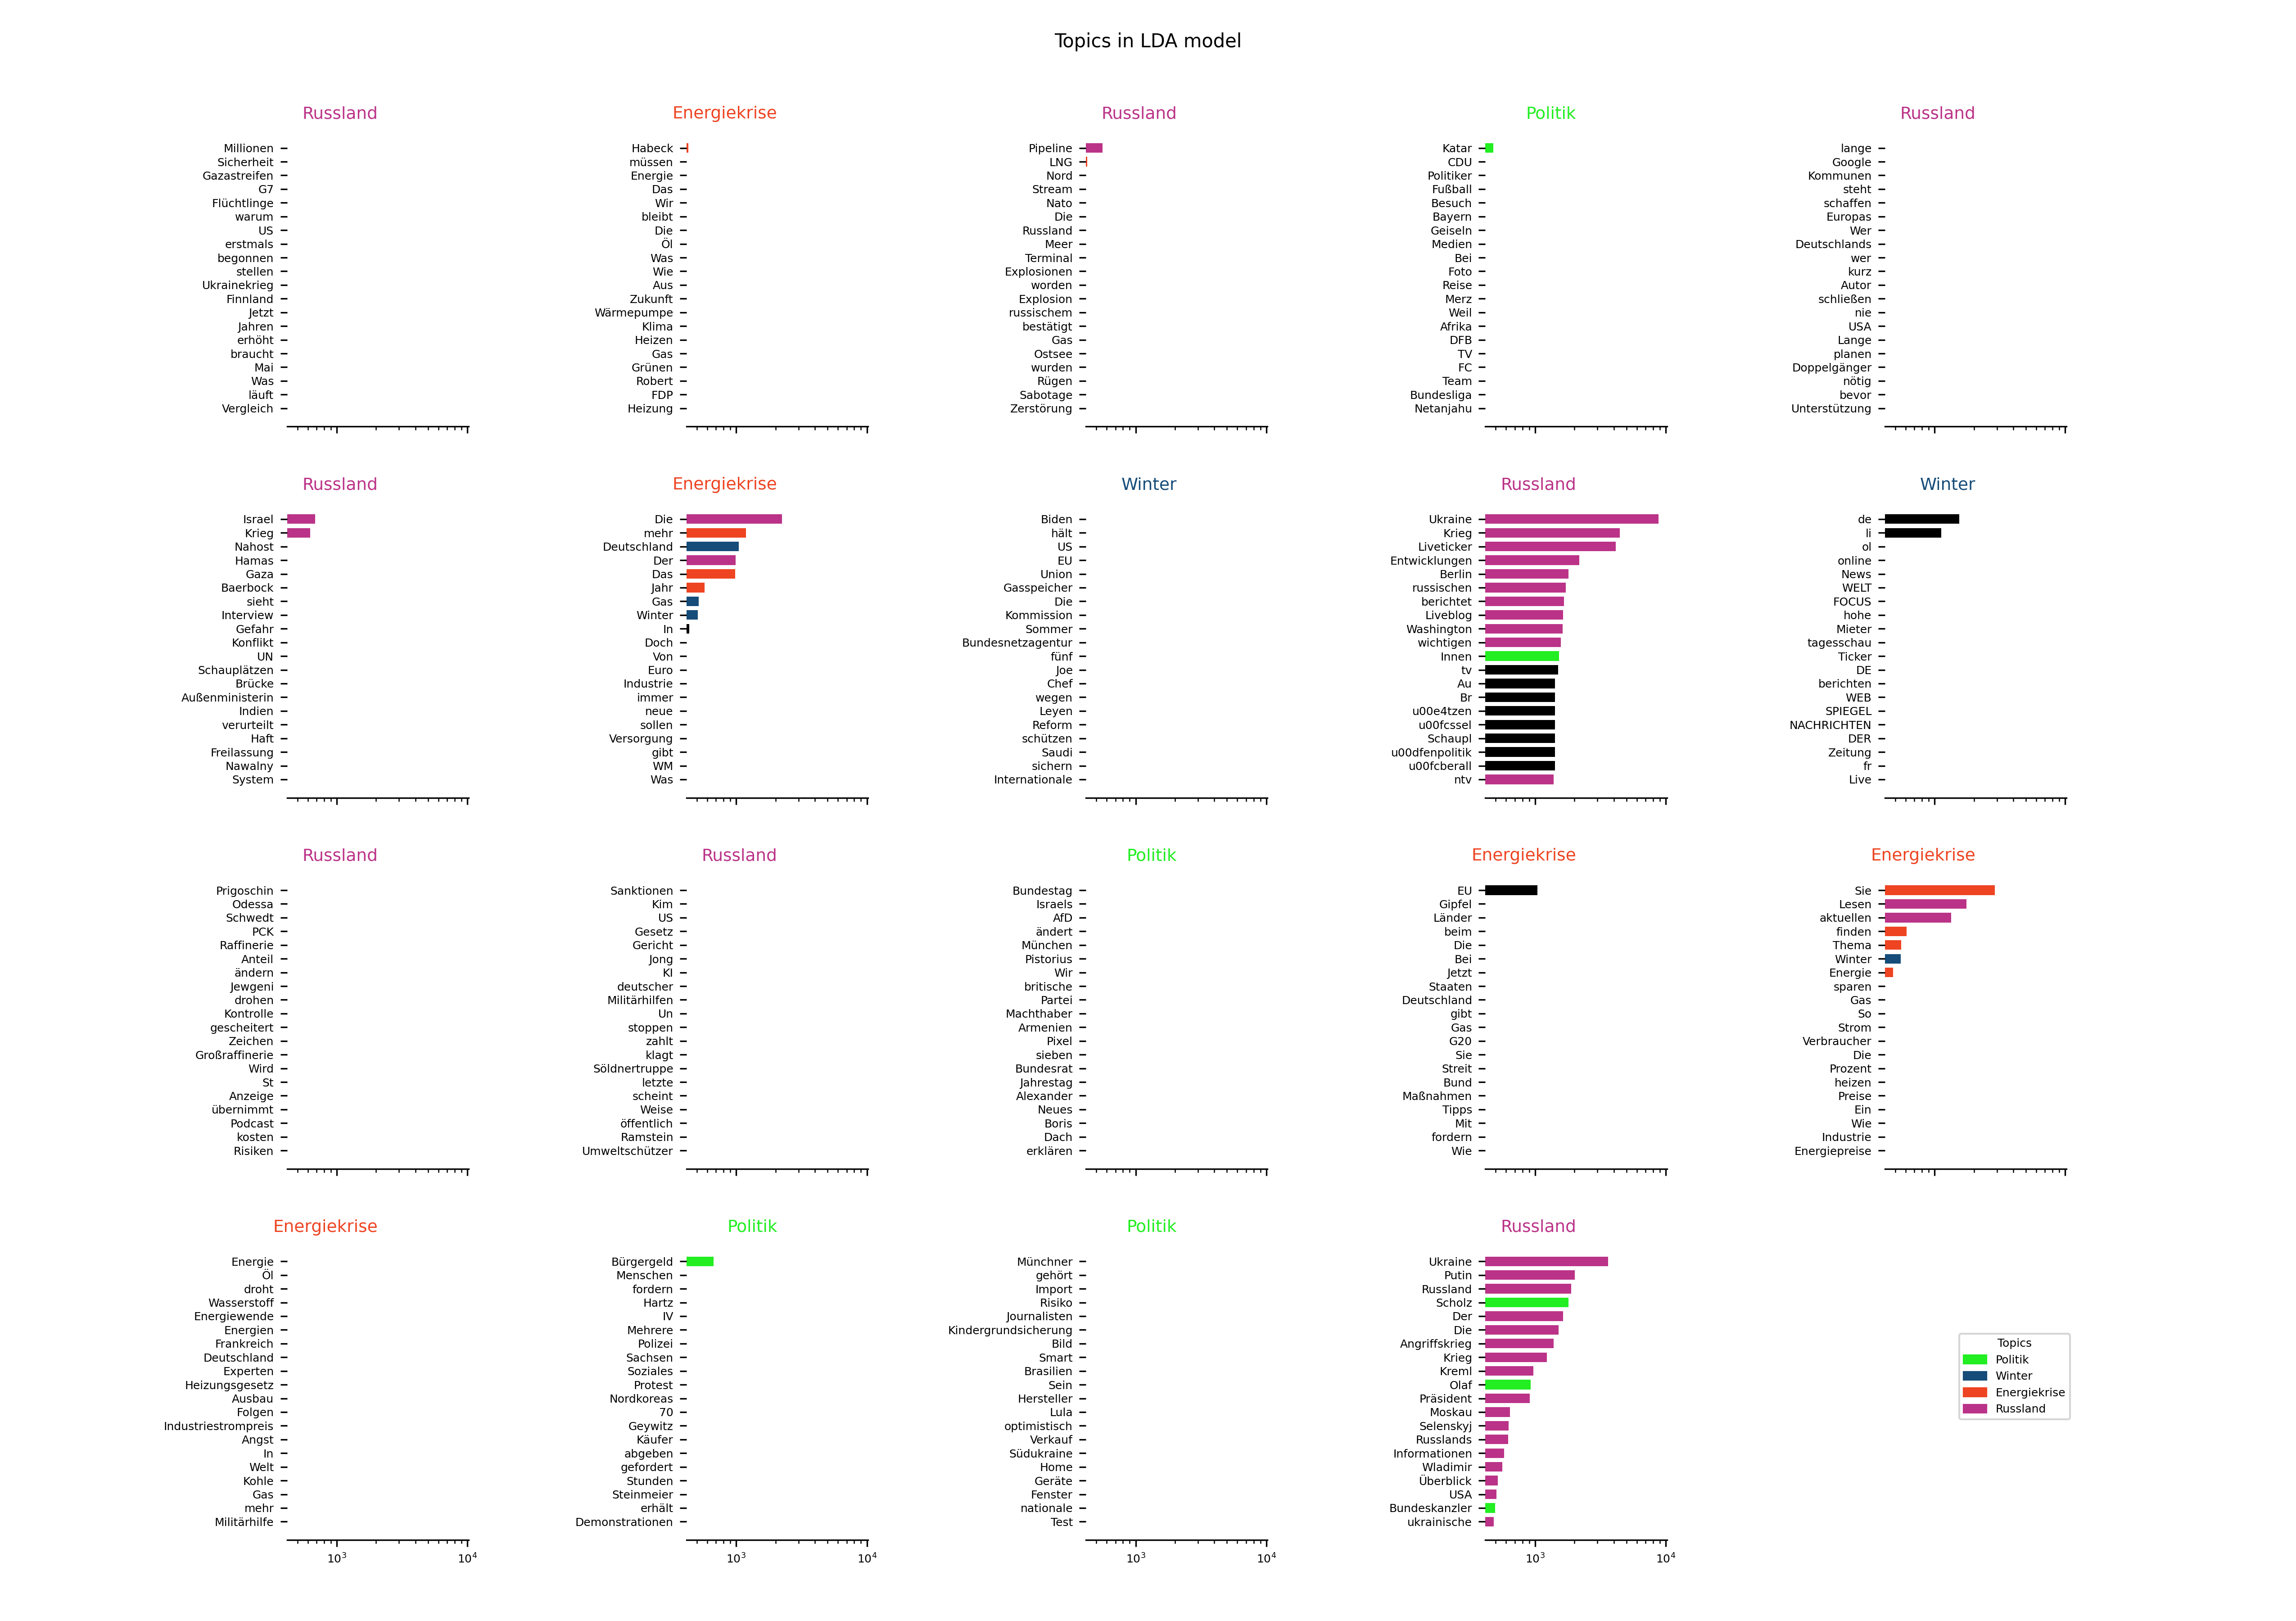 Topics in LDA model
Russland
Millionen
Sicherheit
Gazastreifen
G7
Flüchtlinge
warum
US
erstmals
begonnen
stellen
Ukrainekrieg
Finnland
Jetzt
Jahren
erhöht
braucht
Mai
Was
läuft
Vergleich
Energiekrise
Habeck
müssen
Energie
Das
Wir
bleibt
Die
Öl
Was
Wie
Aus
Zukunft
Wärmepumpe
Klima
Heizen
Gas
Grünen
Robert
FDP
Heizung
Russland
Pipeline
LNG
Nord
Stream
Nato
Die
Russland
Meer
Terminal
Explosionen
worden
Explosion
russischem
bestätigt
Gas
Ostsee
wurden
Rügen
Sabotage
Zerstörung
Politik
Katar
CDU
Politiker
Fußball
Besuch
Bayern
Geiseln
Medien
Bei
Foto
Reise
Merz
Weil
Afrika
DFB
TV
FC
Team
Bundesliga
Netanjahu
Russland
lange
Google
Kommunen
steht
schaffen
Europas
Wer
Deutschlands
wer
kurz
Autor
schließen
nie
USA
Lange
planen
Doppelgänger
nötig
bevor
Unterstützung
Russland
Israel
Krieg
Nahost
Hamas
Gaza
Baerbock
sieht
Interview
Gefahr
Konflikt
UN
Schauplätzen
Brücke
Außenministerin
Indien
verurteilt
Haft
Freilassung
Nawalny
System
Energiekrise
Die
mehr
Deutschland
Der
Das
Jahr
Gas
Winter
In
Doch
Von
Euro
Industrie
immer
neue
sollen
Versorgung
gibt
WM
Was
Winter
Biden
hält
US
EU
Union
Gasspeicher
Die
Kommission
Sommer
Bundesnetzagentur
fünf
Joe
Chef
wegen
Leyen
Reform
schützen
Saudi
sichern
Internationale
Russland
Ukraine
Krieg
Liveticker
Entwicklungen
Berlin
russischen
berichtet
Liveblog
Washington
wichtigen
Innen
tv
Au
Br
u00e4tzen
u00fcssel
Schaupl
u00dfenpolitik
u00fcberall
ntv
Winter
de
li
ol
online
News
WELT
FOCUS
hohe
Mieter
tagesschau
Ticker
DE
berichten
WEB
SPIEGEL
NACHRICHTEN
DER
Zeitung
fr
Live
Russland
Prigoschin
Odessa
Schwedt
PCK
Raffinerie
Anteil
ändern
Jewgeni
drohen
Kontrolle
gescheitert
Zeichen
Großraffinerie
Wird
St
Anzeige
übernimmt
Podcast
kosten
Risiken
Russland
Sanktionen
Kim
US
Gesetz
Gericht
Jong
KI
deutscher
Militärhilfen
Un
stoppen
zahlt
klagt
Söldnertruppe
letzte
scheint
Weise
öffentlich
Ramstein
Umweltschützer
Politik
Bundestag
Israels
AfD
ändert
München
Pistorius
Wir
britische
Partei
Machthaber
Armenien
Pixel
sieben
Bundesrat
Jahrestag
Alexander
Neues
Boris
Dach
erklären
Energiekrise
EU
Gipfel
Länder
beim
Die
Bei
Jetzt
Staaten
Deutschland
gibt
Gas
G20
Sie
Streit
Bund
Maßnahmen
Tipps
Mit
fordern
Wie
Energiekrise
Sie
Lesen
aktuellen
finden
Thema
Winter
Energie
sparen
Gas
So
Strom
Verbraucher
Die
Prozent
heizen
Preise
Ein
Wie
Industrie
Energiepreise
Energiekrise
Energie
Öl
droht
Wasserstoff
Energiewende
Energien
Frankreich
Deutschland
Experten
Heizungsgesetz
Ausbau
Folgen
Industriestrompreis
Angst
In
Welt
Kohle
Gas
mehr
Militärhilfe
10³ 10⁴
Politik
Bürgergeld
Menschen
fordern
Hartz
IV
Mehrere
Polizei
Sachsen
Soziales
Protest
Nordkoreas
70
Geywitz
Käufer
abgeben
gefordert
Stunden
Steinmeier
erhält
Demonstrationen
10³ 10⁴
Politik
Münchner
gehört
Import
Risiko
Journalisten
Kindergrundsicherung
Bild
Smart
Brasilien
Sein
Hersteller
Lula
optimistisch
Verkauf
Südukraine
Home
Geräte
Fenster
nationale
Test
10³ 10⁴
Russland
Ukraine
Putin
Russland
Scholz
Der
Die
Angriffskrieg
Krieg
Kreml
Olaf
Präsident
Moskau
Selenskyj
Russlands
Informationen
Wladimir
Überblick
USA
Bundeskanzler
ukrainische
10³ 10⁴
Topics
Politik
Winter
Energiekrise
Russland